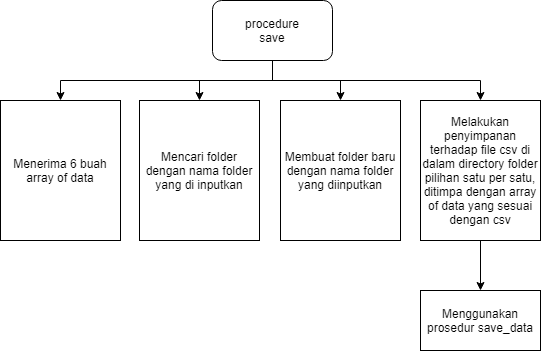 procedure
save
Menerima 6 buah
array of data
Mencari folder
dengan nama folder
yang di inputkan
Membuat folder baru
dengan nama folder
yang diinputkan
Melakukan
penyimpanan
terhadap file csv di
dalam directory folder
pilihan satu per satu,
ditimpa dengan array
of data yang sesuai
dengan csv
Menggunakan
prosedur save_data